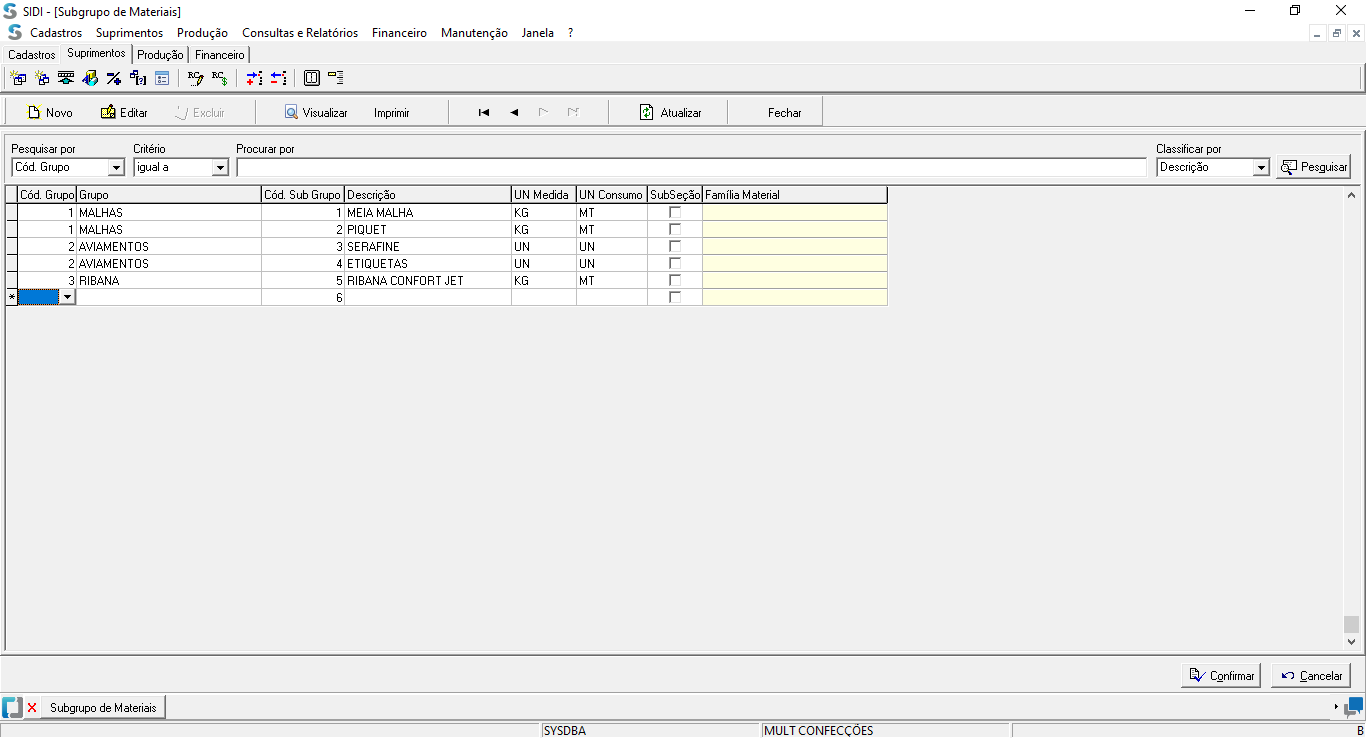 SIDI - [Subgrupo de Materiais]
Cadastros Suprimentos Produção Consultas e Relatórios Financeiro Manutenção Janela ?
Cadastros Suprimentos Produção Financeiro
Novo Editar Excluir Visualizar Imprimir Atualizar Fechar
Pesquisar por Critério Procurar por Classificar por
Cód. Grupo igual a Descrição Pesquisar
Cód. Grupo Grupo Cód. Sub Grupo Descrição UN Medida UN Consumo SubSeção Família Material
1 MALHAS 1 MEIA MALHA KG MT
1 MALHAS 2 PIQUET KG MT
2 AVIAMENTOS 3 SERAFINE UN UN
2 AVIAMENTOS 4 ETIQUETAS UN UN
3 RIBANA 5 RIBANA CONFORT JET KG MT
* 6
Confirmar Cancelar
Subgrupo de Materiais
SYSDBA MULT CONFECÇÕES B